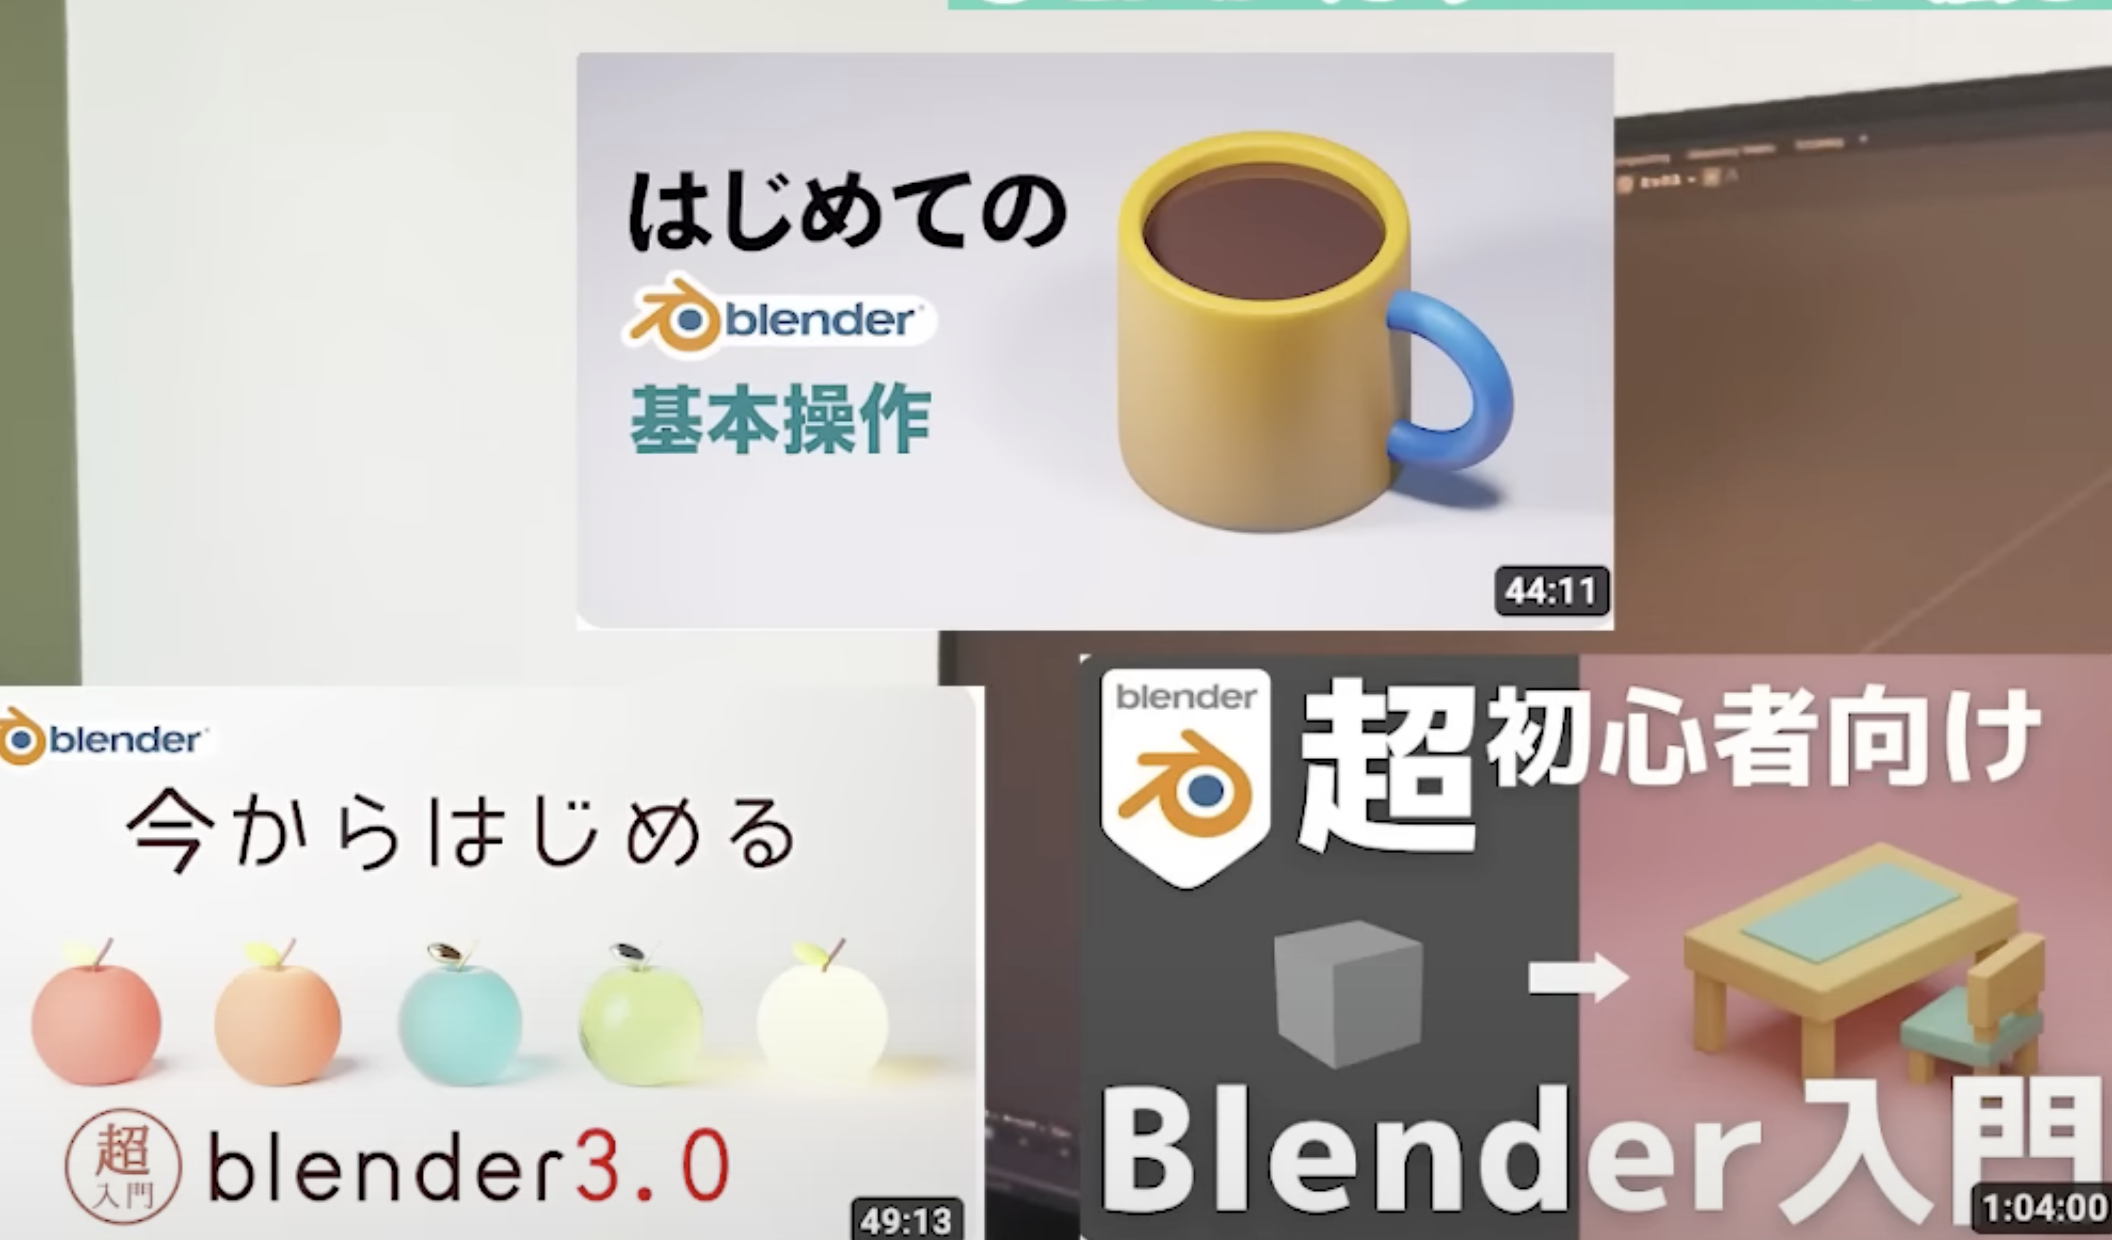 はじめての
blender
基本操作
44:11
blender
今からはじめる
超
入門
blender3.0
49:13
blender
超初心者向け
Blender入門
1:04:00